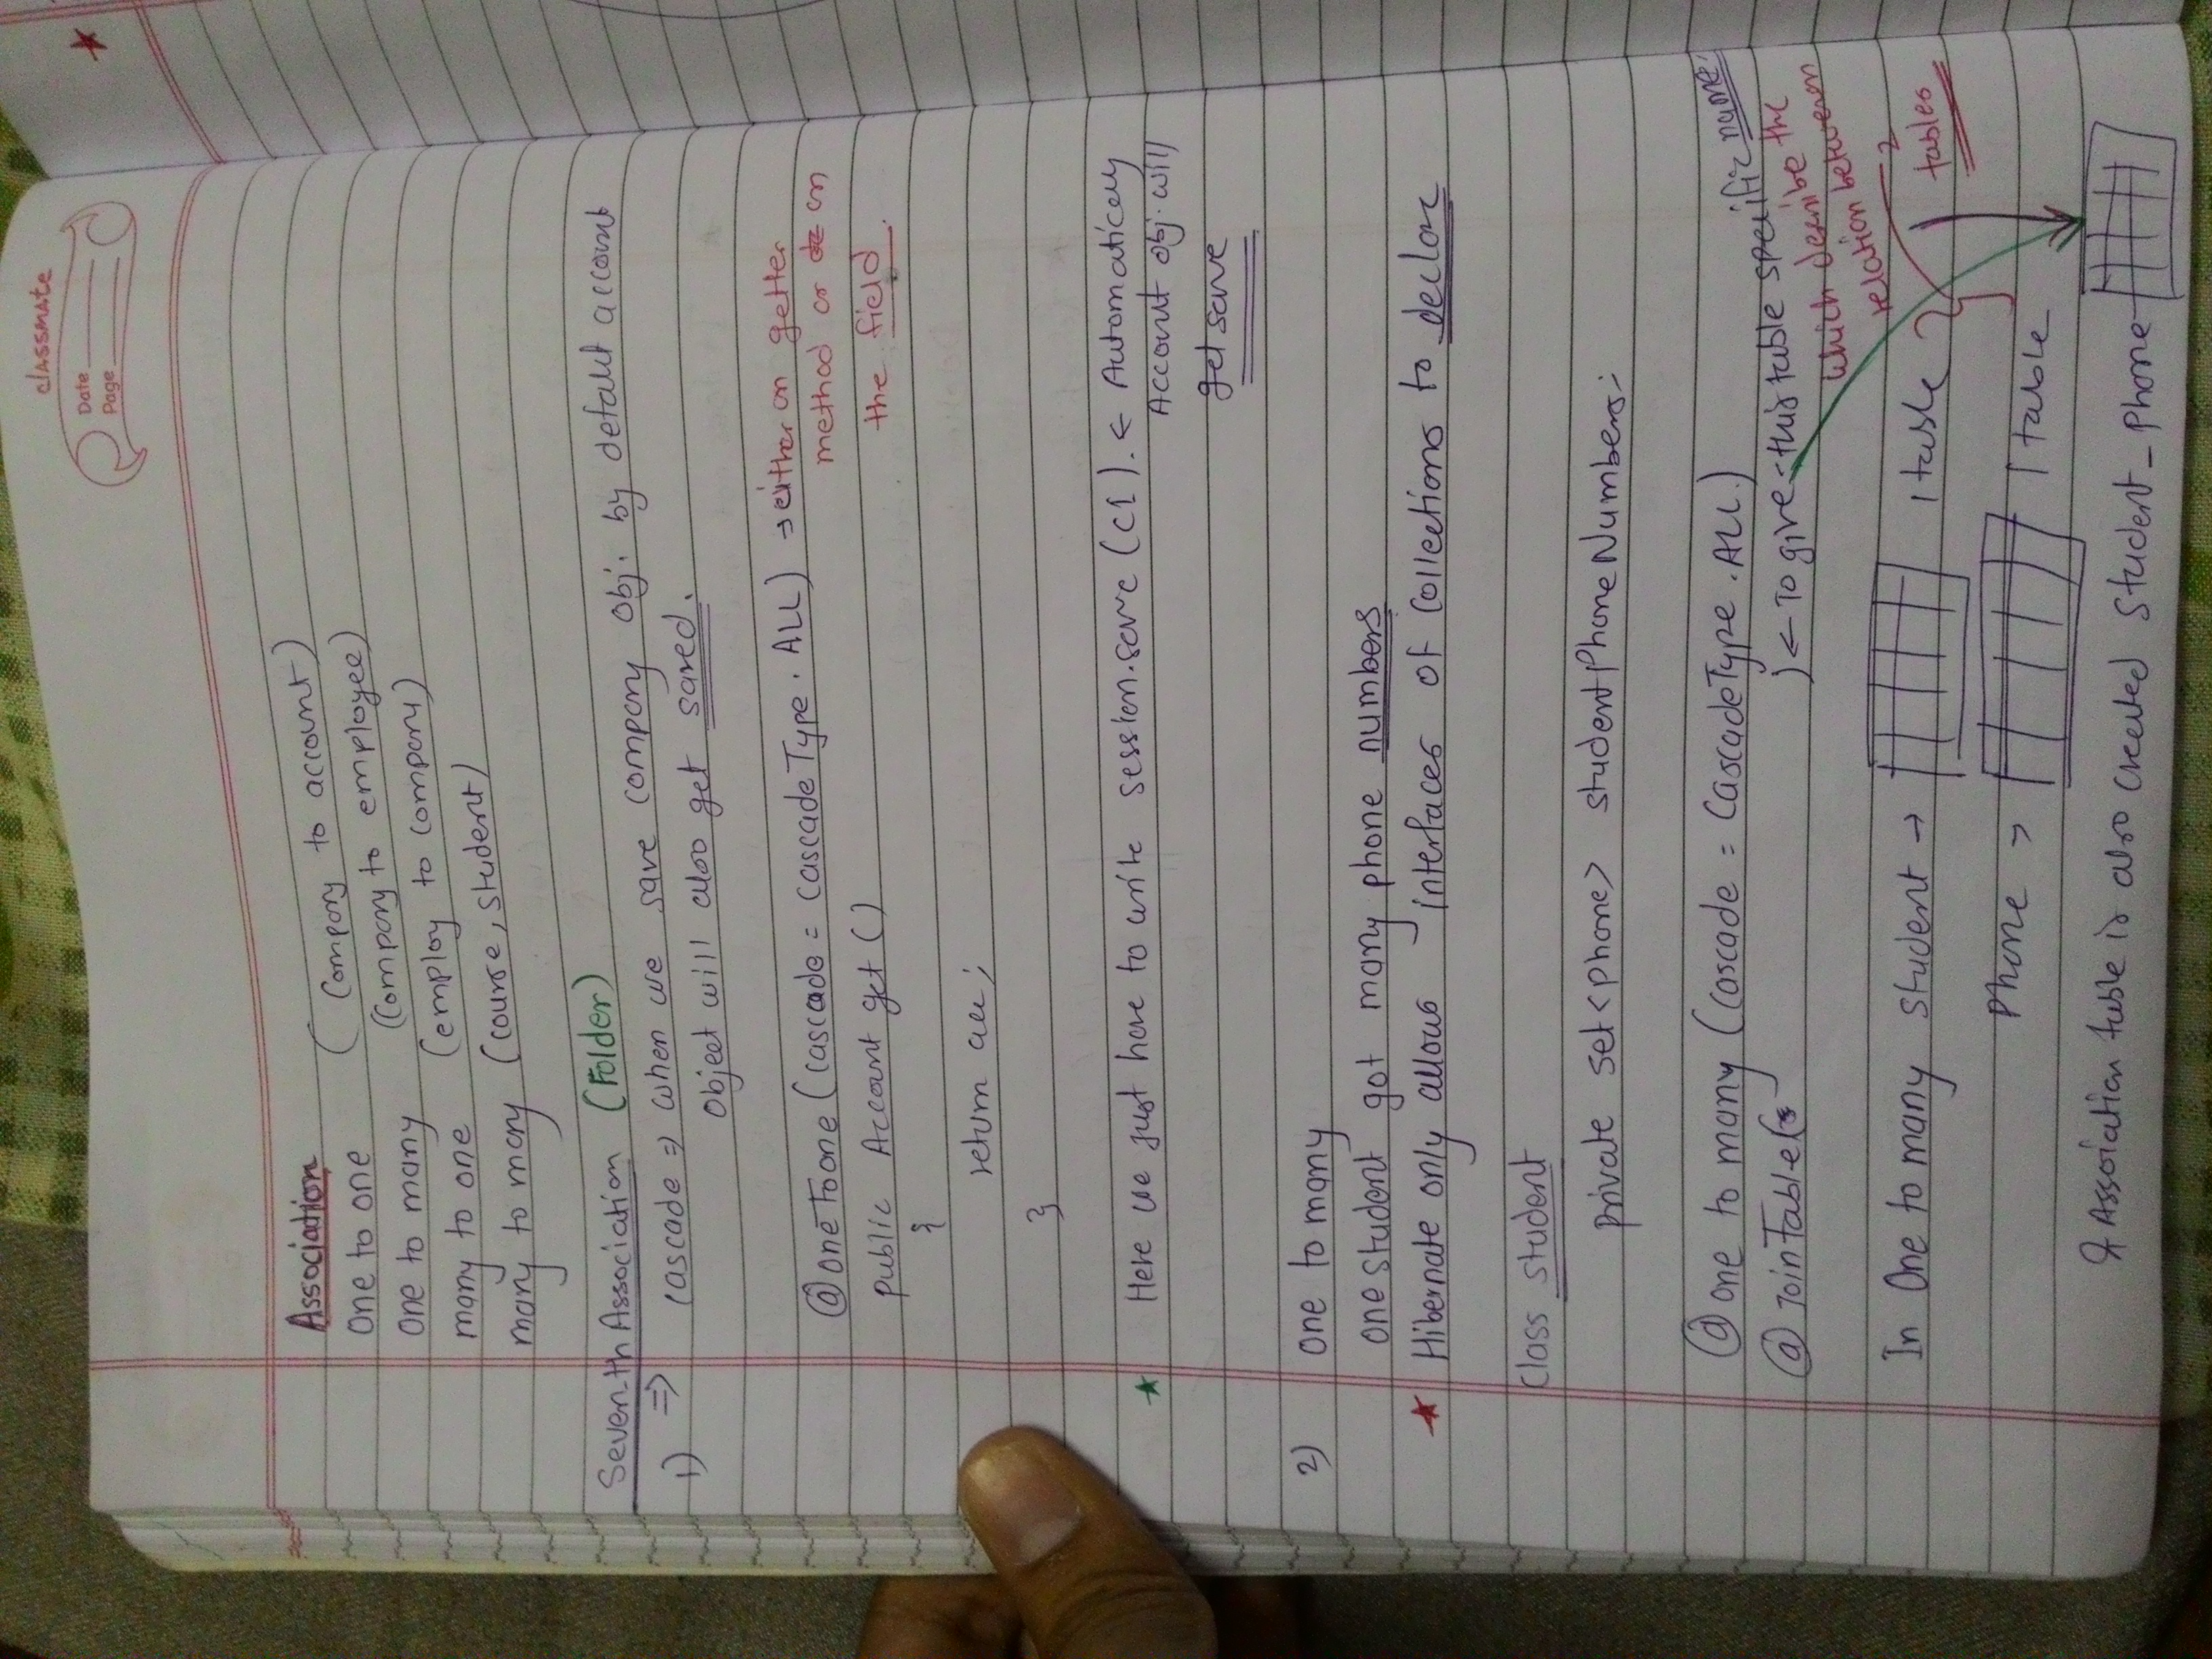 classmate
Date
Page
Association
One to one ( Company to account )
One to many (Company to employee)
many to one (employ to company)
many to many (course, student)
Seventh Association (Folder)
1) => cascade => When we save company obj. by defalut account
object will also get saved.
@onetoone (cascade = cascadeType . ALL) → either on getter
method or on
public Account get () the field.
{
return acc ;
}
★ Here we just have to write session.save (c1). ← Automaticaly
Account obj. will
get save
2) one to many
one student got many phone numbers
★ Hibernate only allows interfaces of collections to declare
class student
private set<phone> studentPhoneNumbers;
@one to many (cascade = CascadeType .ALL)
@JoinTable( ) ← To give this table specific name.
which describe the
relation between
In One to many student → 1 table 2
tables
Phone → 1 table
& Association table is also created student_phone